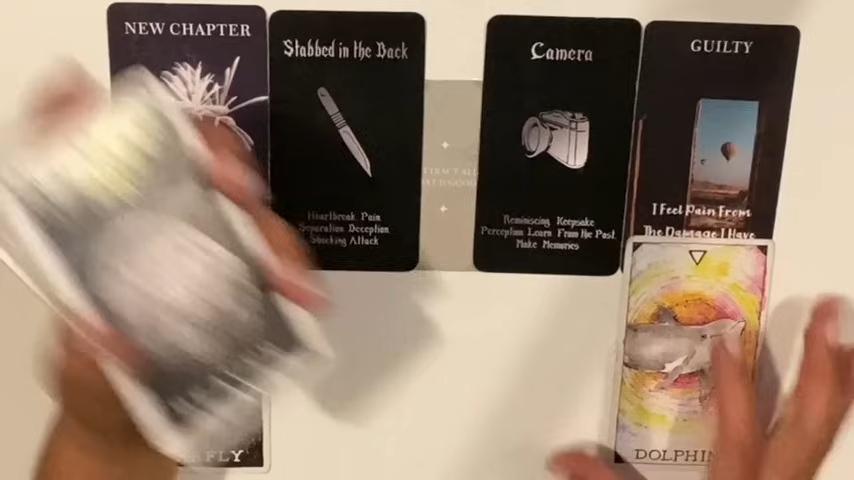 NEW CHAPTER
Stabbed in the Back
Heartbreak Pain
Separation Deception
Shocking Attack
Camera
Reminiscing Keepsake
Perception Learn From the Past
Make Memories
GUILTY
I Feel Pain From
The Damage I Have
FLY
DOLPHIN